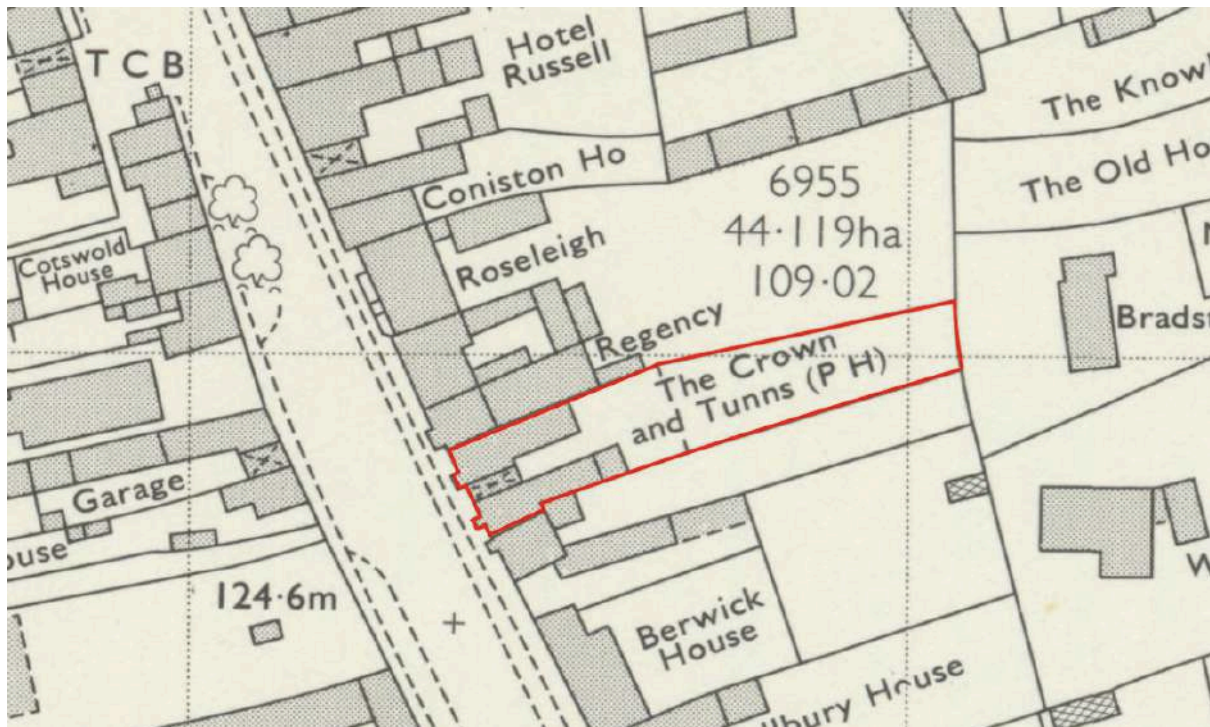 Hotel
Russell
T C B
The Know
Coniston Ho
6955
44·119ha
109·02
The Old Ho
Cotswold
House
Roseleigh
Regency
Bradst
The Crown
and Tunns (P H)
Garage
ouse
124·6m
Berwick
House
W
llbury House